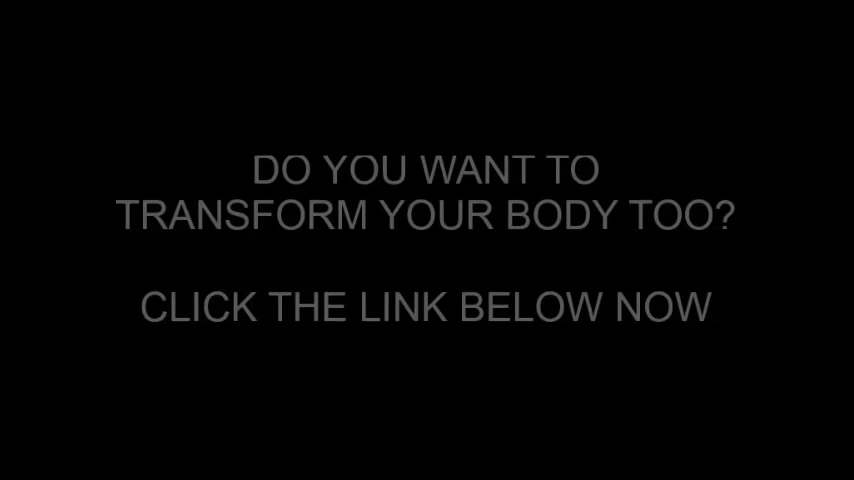 DO YOU WANT TO
TRANSFORM YOUR BODY TOO?
CLICK THE LINK BELOW NOW